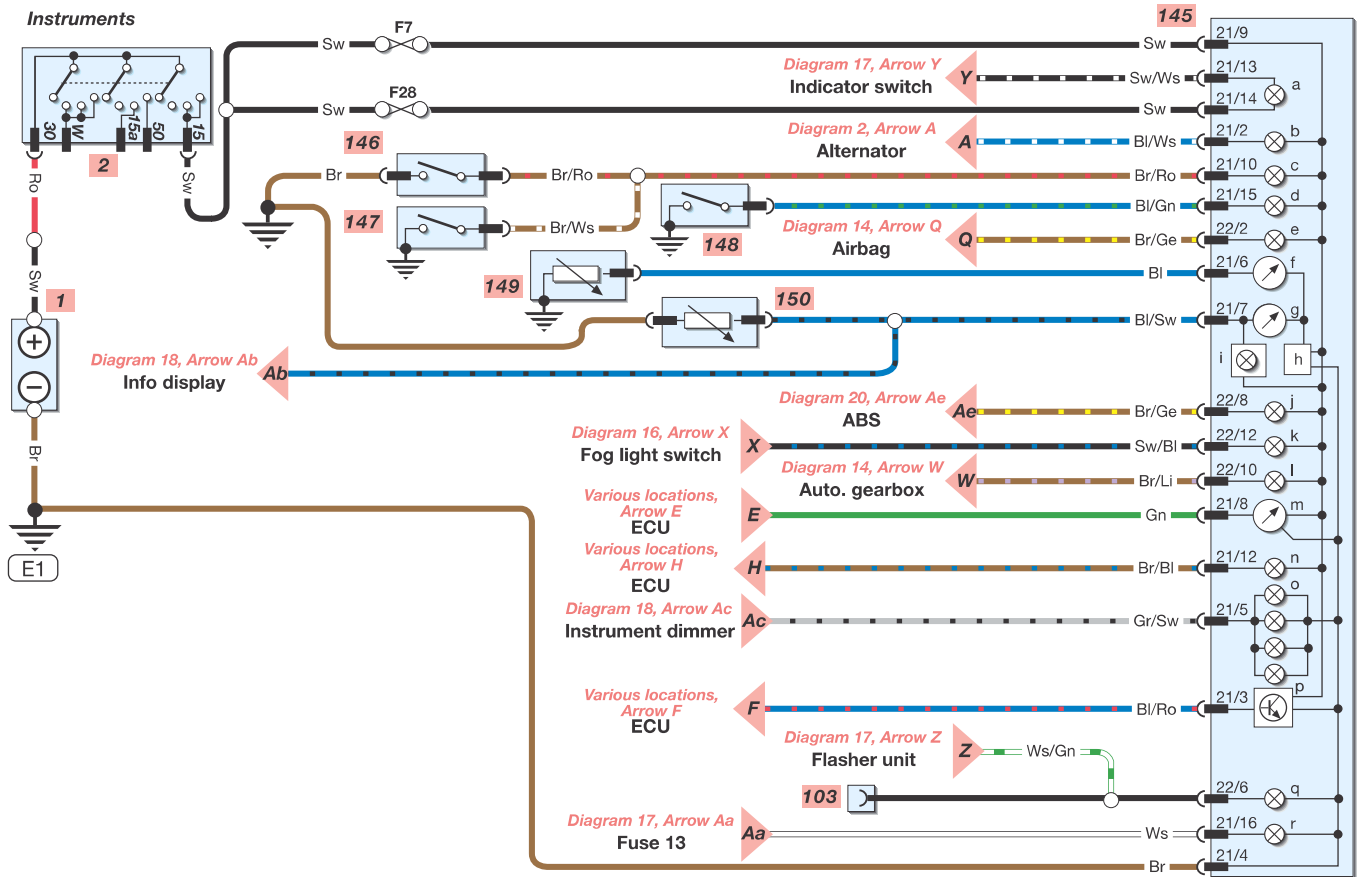 Instruments
145
F7
Sw
Sw
21/9
Diagram 17, Arrow Y
Indicator switch
Y
Sw/Ws
21/13
a
F28
Sw
Sw
21/14
30
W
15a
50
15
2
Diagram 2, Arrow A
Alternator
A
Bl/Ws
21/2
b
146
Br
Br/Ro
Br/Ro
21/10
c
Ro
Sw
147
Br/Ws
148
Bl/Gn
21/15
d
Diagram 14, Arrow Q
Airbag
Q
Br/Ge
22/2
e
149
Bl
21/6
f
Sw
1
150
Bl/Sw
21/7
g
+
−
Diagram 18, Arrow Ab
Info display
Ab
i
h
Diagram 20, Arrow Ae
ABS
Ae
Br/Ge
22/8
j
Br
Diagram 16, Arrow X
Fog light switch
X
Sw/Bl
22/12
k
Diagram 14, Arrow W
Auto. gearbox
W
Br/Li
22/10
l
Various locations,
Arrow E
ECU
E
Gn
21/8
m
E1
Various locations,
Arrow H
ECU
H
Br/Bl
21/12
n
Diagram 18, Arrow Ac
Instrument dimmer
Ac
Gr/Sw
21/5
o
Various locations,
Arrow F
ECU
F
Bl/Ro
21/3
p
Diagram 17, Arrow Z
Flasher unit
Z
Ws/Gn
103
22/6
q
Diagram 17, Arrow Aa
Fuse 13
Aa
Ws
21/16
r
Br
21/4